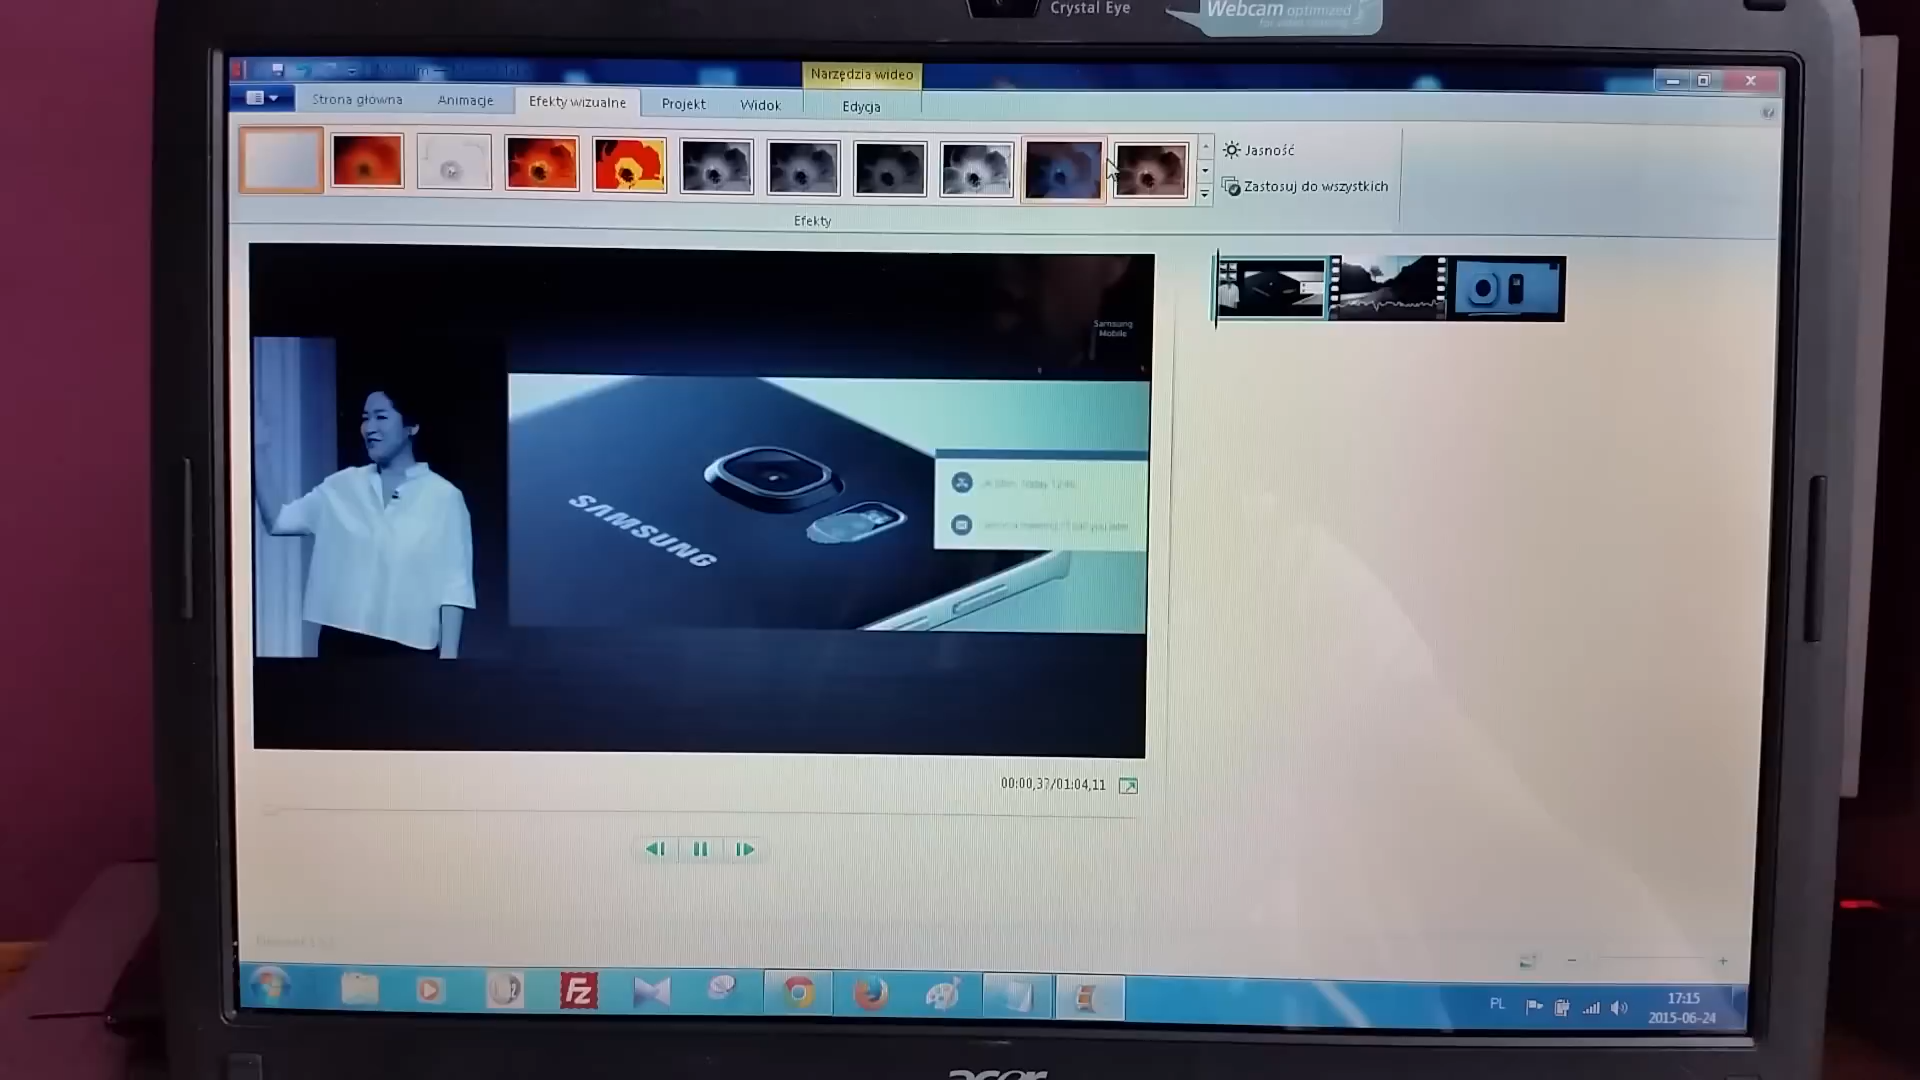 Crystal Eye
Webcam optimized
Narzędzia wideo
Strona główna
Animacje
Efekty wizualne
Projekt
Widok
Edycja
Jasność
Zastosuj do wszystkich
Efekty
Samsung
Mobile
SAMSUNG
00:00,37/01:04,11
Fz
PL
17:15
2015-06-24
acer